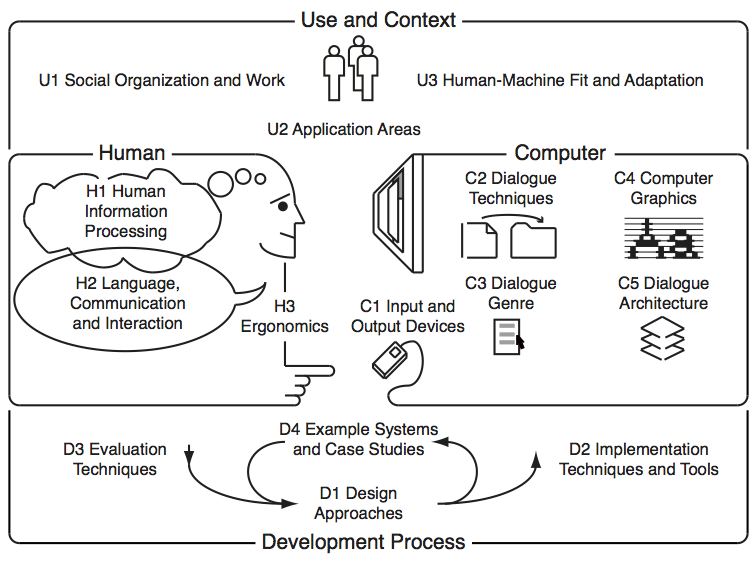 Use and Context
U1 Social Organization and Work
U3 Human-Machine Fit and Adaptation
U2 Application Areas
Human
H1 Human
Information
Processing
H2 Language,
Communication
and Interaction
H3
Ergonomics
Computer
C2 Dialogue
Techniques
C4 Computer
Graphics
C3 Dialogue
Genre
C5 Dialogue
Architecture
C1 Input and
Output Devices
D3 Evaluation
Techniques
D4 Example Systems
and Case Studies
D2 Implementation
Techniques and Tools
D1 Design
Approaches
Development Process